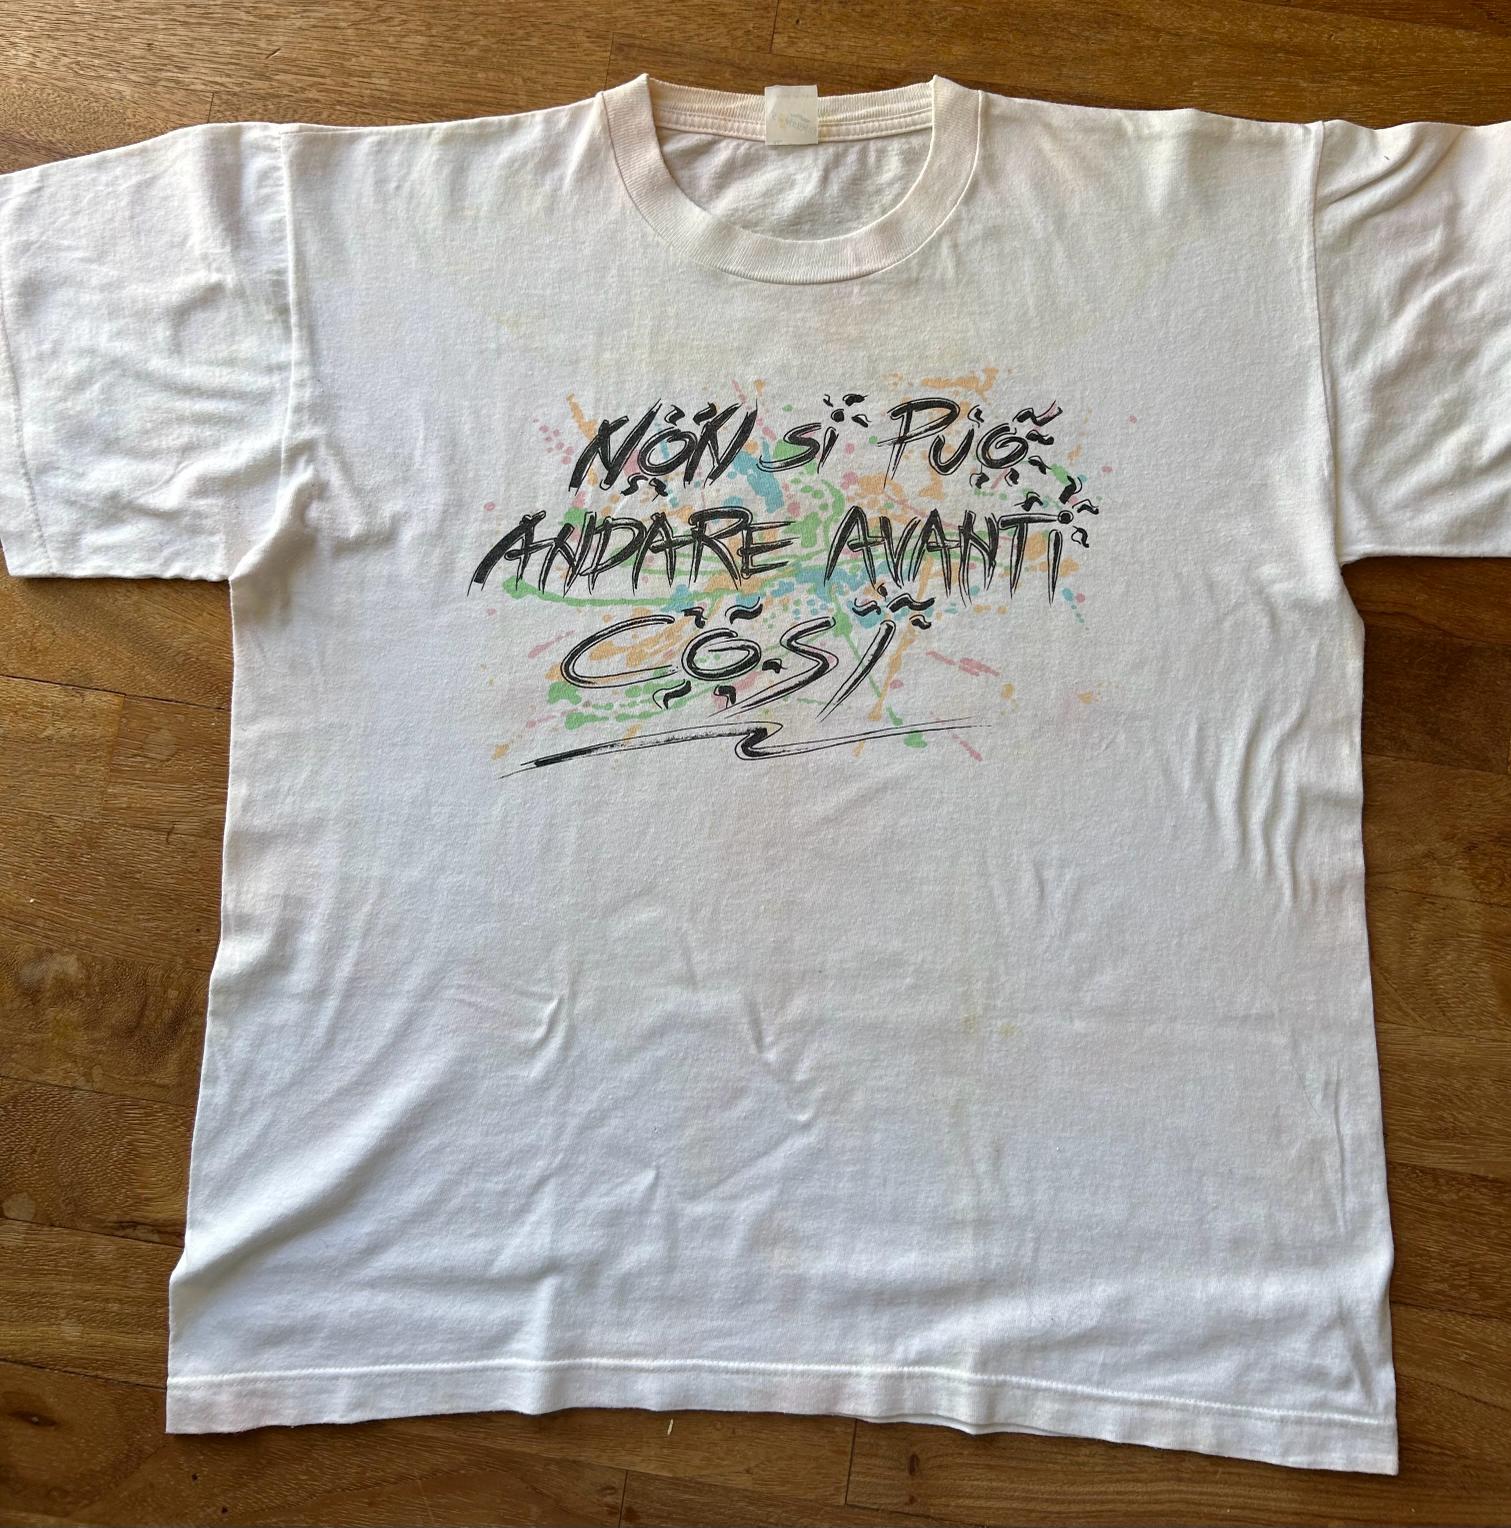 NON Si PUÒ
ANDARE AVANTi
COSÌ